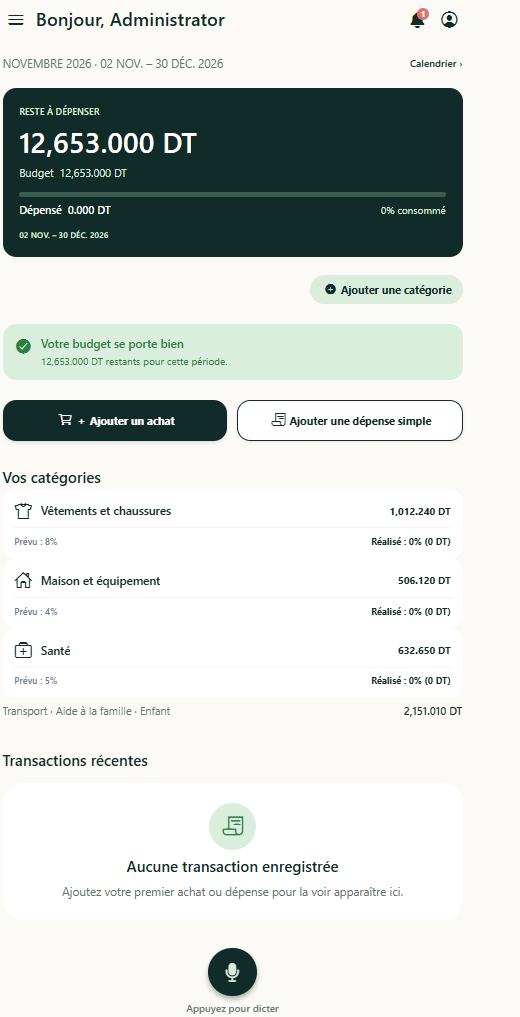 Bonjour, Administrator
1
NOVEMBRE 2026 · 02 NOV. – 30 DÉC. 2026
Calendrier ›
RESTE À DÉPENSER
12,653.000 DT
Budget 12,653.000 DT
Dépensé 0.000 DT
0% consommé
02 NOV. – 30 DÉC. 2026
Ajouter une catégorie
Votre budget se porte bien
12,653.000 DT restants pour cette période.
+ Ajouter un achat
Ajouter une dépense simple
Vos catégories
Vêtements et chaussures
1,012.240 DT
Prévu : 8%
Réalisé : 0% (0 DT)
Maison et équipement
506.120 DT
Prévu : 4%
Réalisé : 0% (0 DT)
Santé
632.650 DT
Prévu : 5%
Réalisé : 0% (0 DT)
Transport · Aide à la famille · Enfant
2,151.010 DT
Transactions récentes
Aucune transaction enregistrée
Ajoutez votre premier achat ou dépense pour la voir apparaître ici.
Appuyez pour dicter